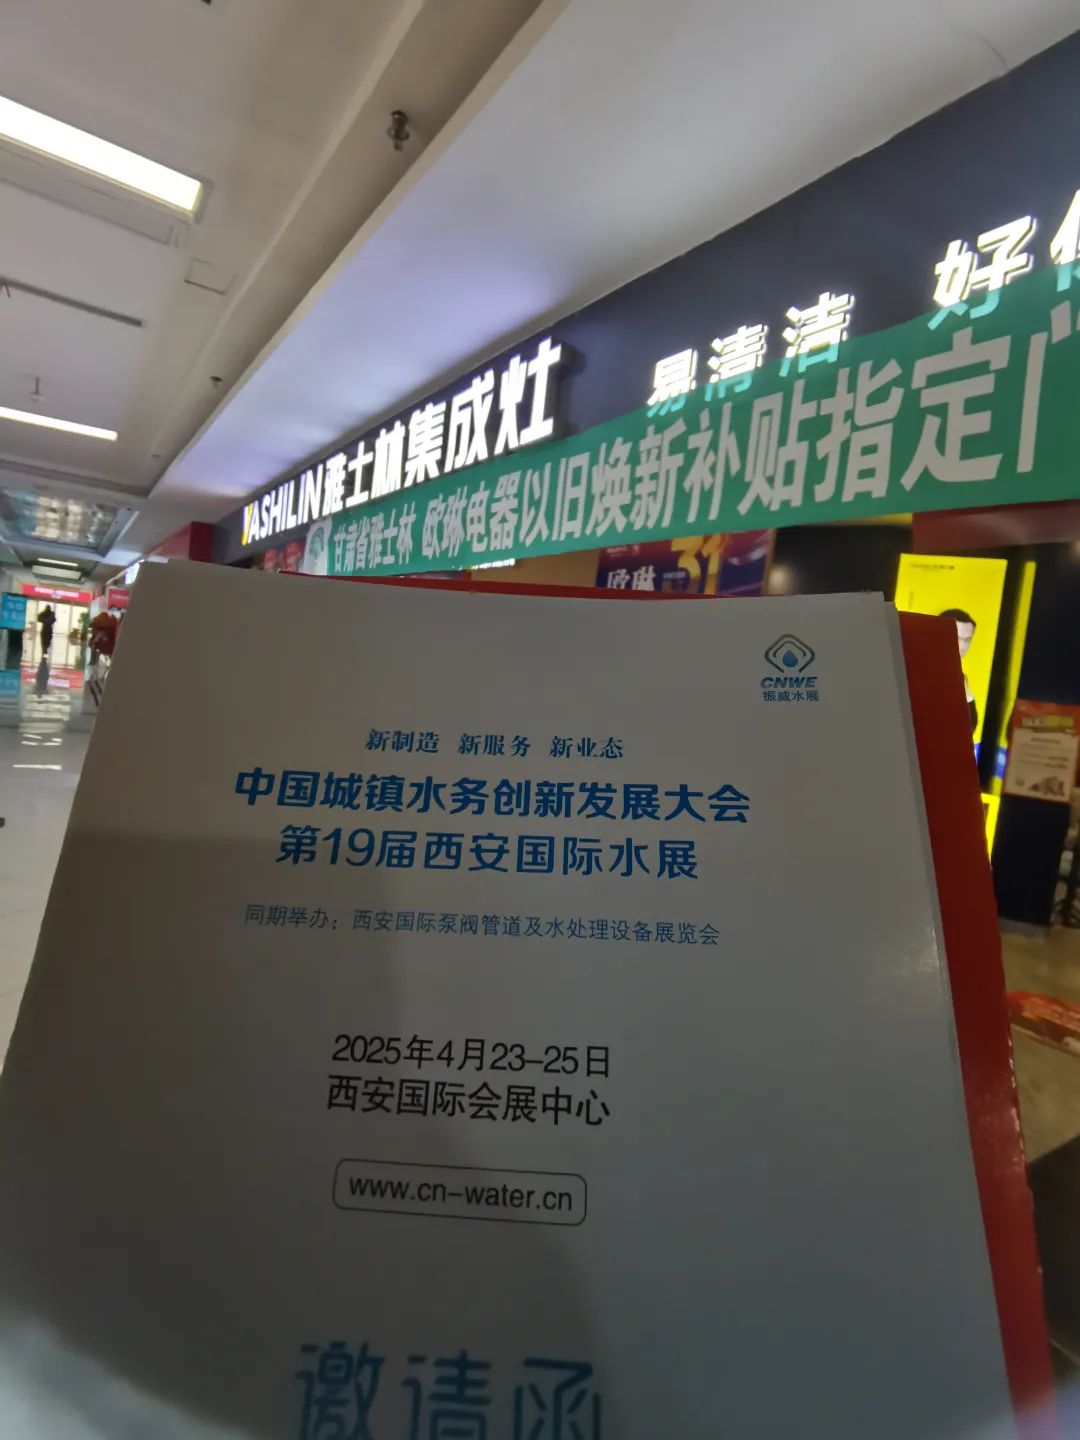 好
易清洁
YASHILIN雅士林集成灶
甘肃省雅士林 欧琳电器以旧焕新补贴指定门
欧琳
31
CNWE
振威水展
新制造 新服务 新业态
中国城镇水务创新发展大会
第19届西安国际水展
同期举办：西安国际泵阀管道及水处理设备展览会
2025年4月23-25日
西安国际会展中心
www.cn-water.cn
邀请函